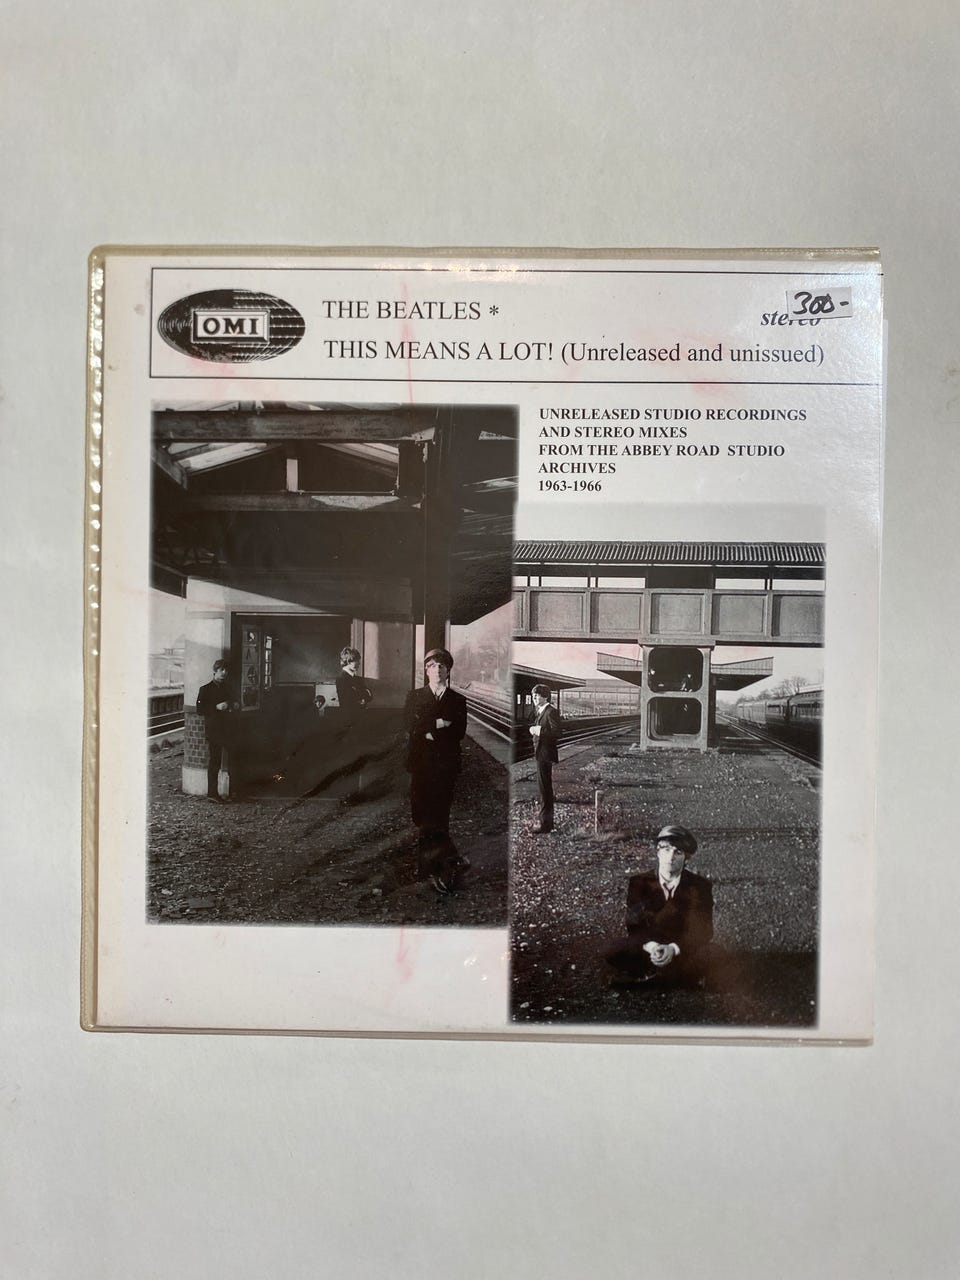 OMI
THE BEATLES *
300-
stereo
THIS MEANS A LOT! (Unreleased and unissued)
UNRELEASED STUDIO RECORDINGS
AND STEREO MIXES
FROM THE ABBEY ROAD STUDIO
ARCHIVES
1963-1966